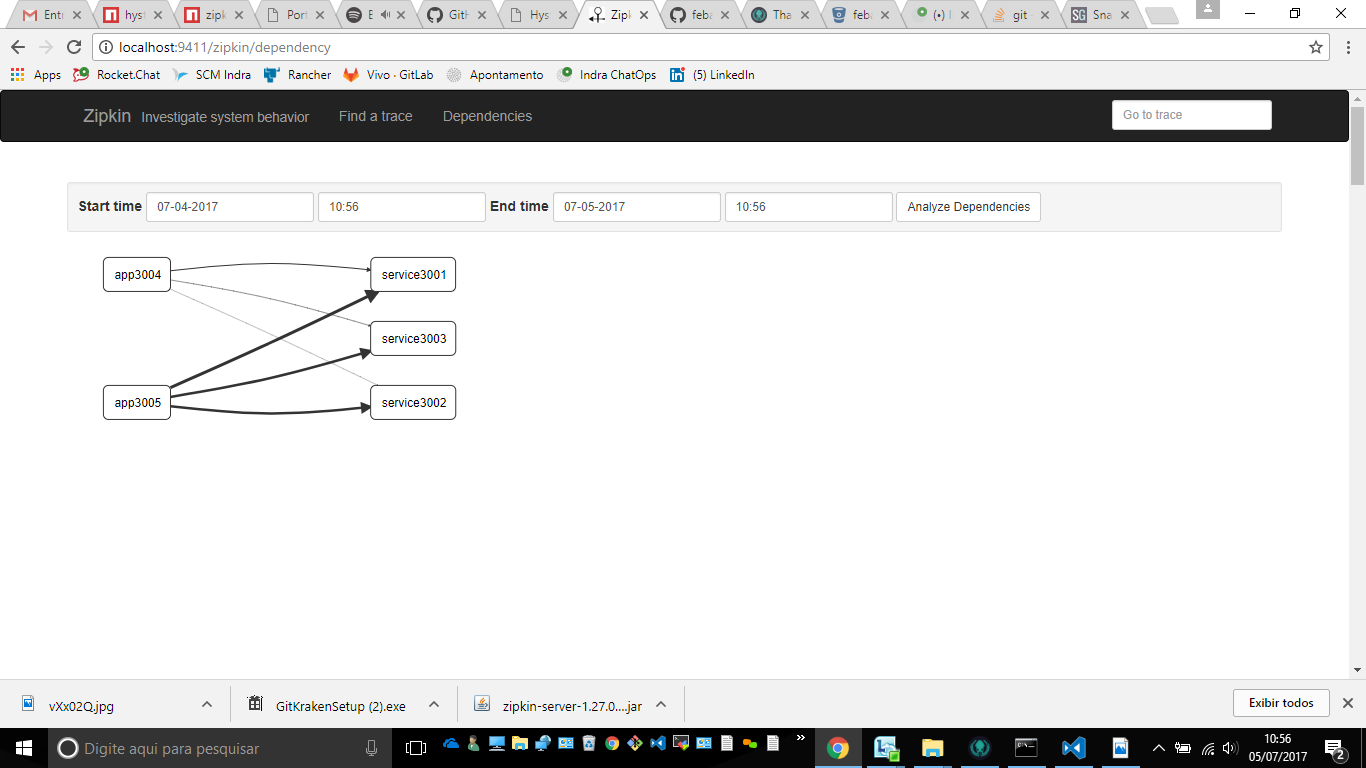 Entr
hyst
zipk
Port
E
GitH
Hys
Zipk
feba
Tha
feba
(•) I
git
SG Sna
localhost:9411/zipkin/dependency
Apps Rocket.Chat SCM Indra Rancher Vivo · GitLab Apontamento Indra ChatOps (5) LinkedIn
Zipkin Investigate system behavior Find a trace Dependencies Go to trace
Start time 07-04-2017 10:56 End time 07-05-2017 10:56 Analyze Dependencies
app3004 service3001
service3003
app3005 service3002
vXx02Q.jpg GitKrakenSetup (2).exe zipkin-server-1.27.0....jar Exibir todos
Digite aqui para pesquisar
10:56
05/07/2017
2